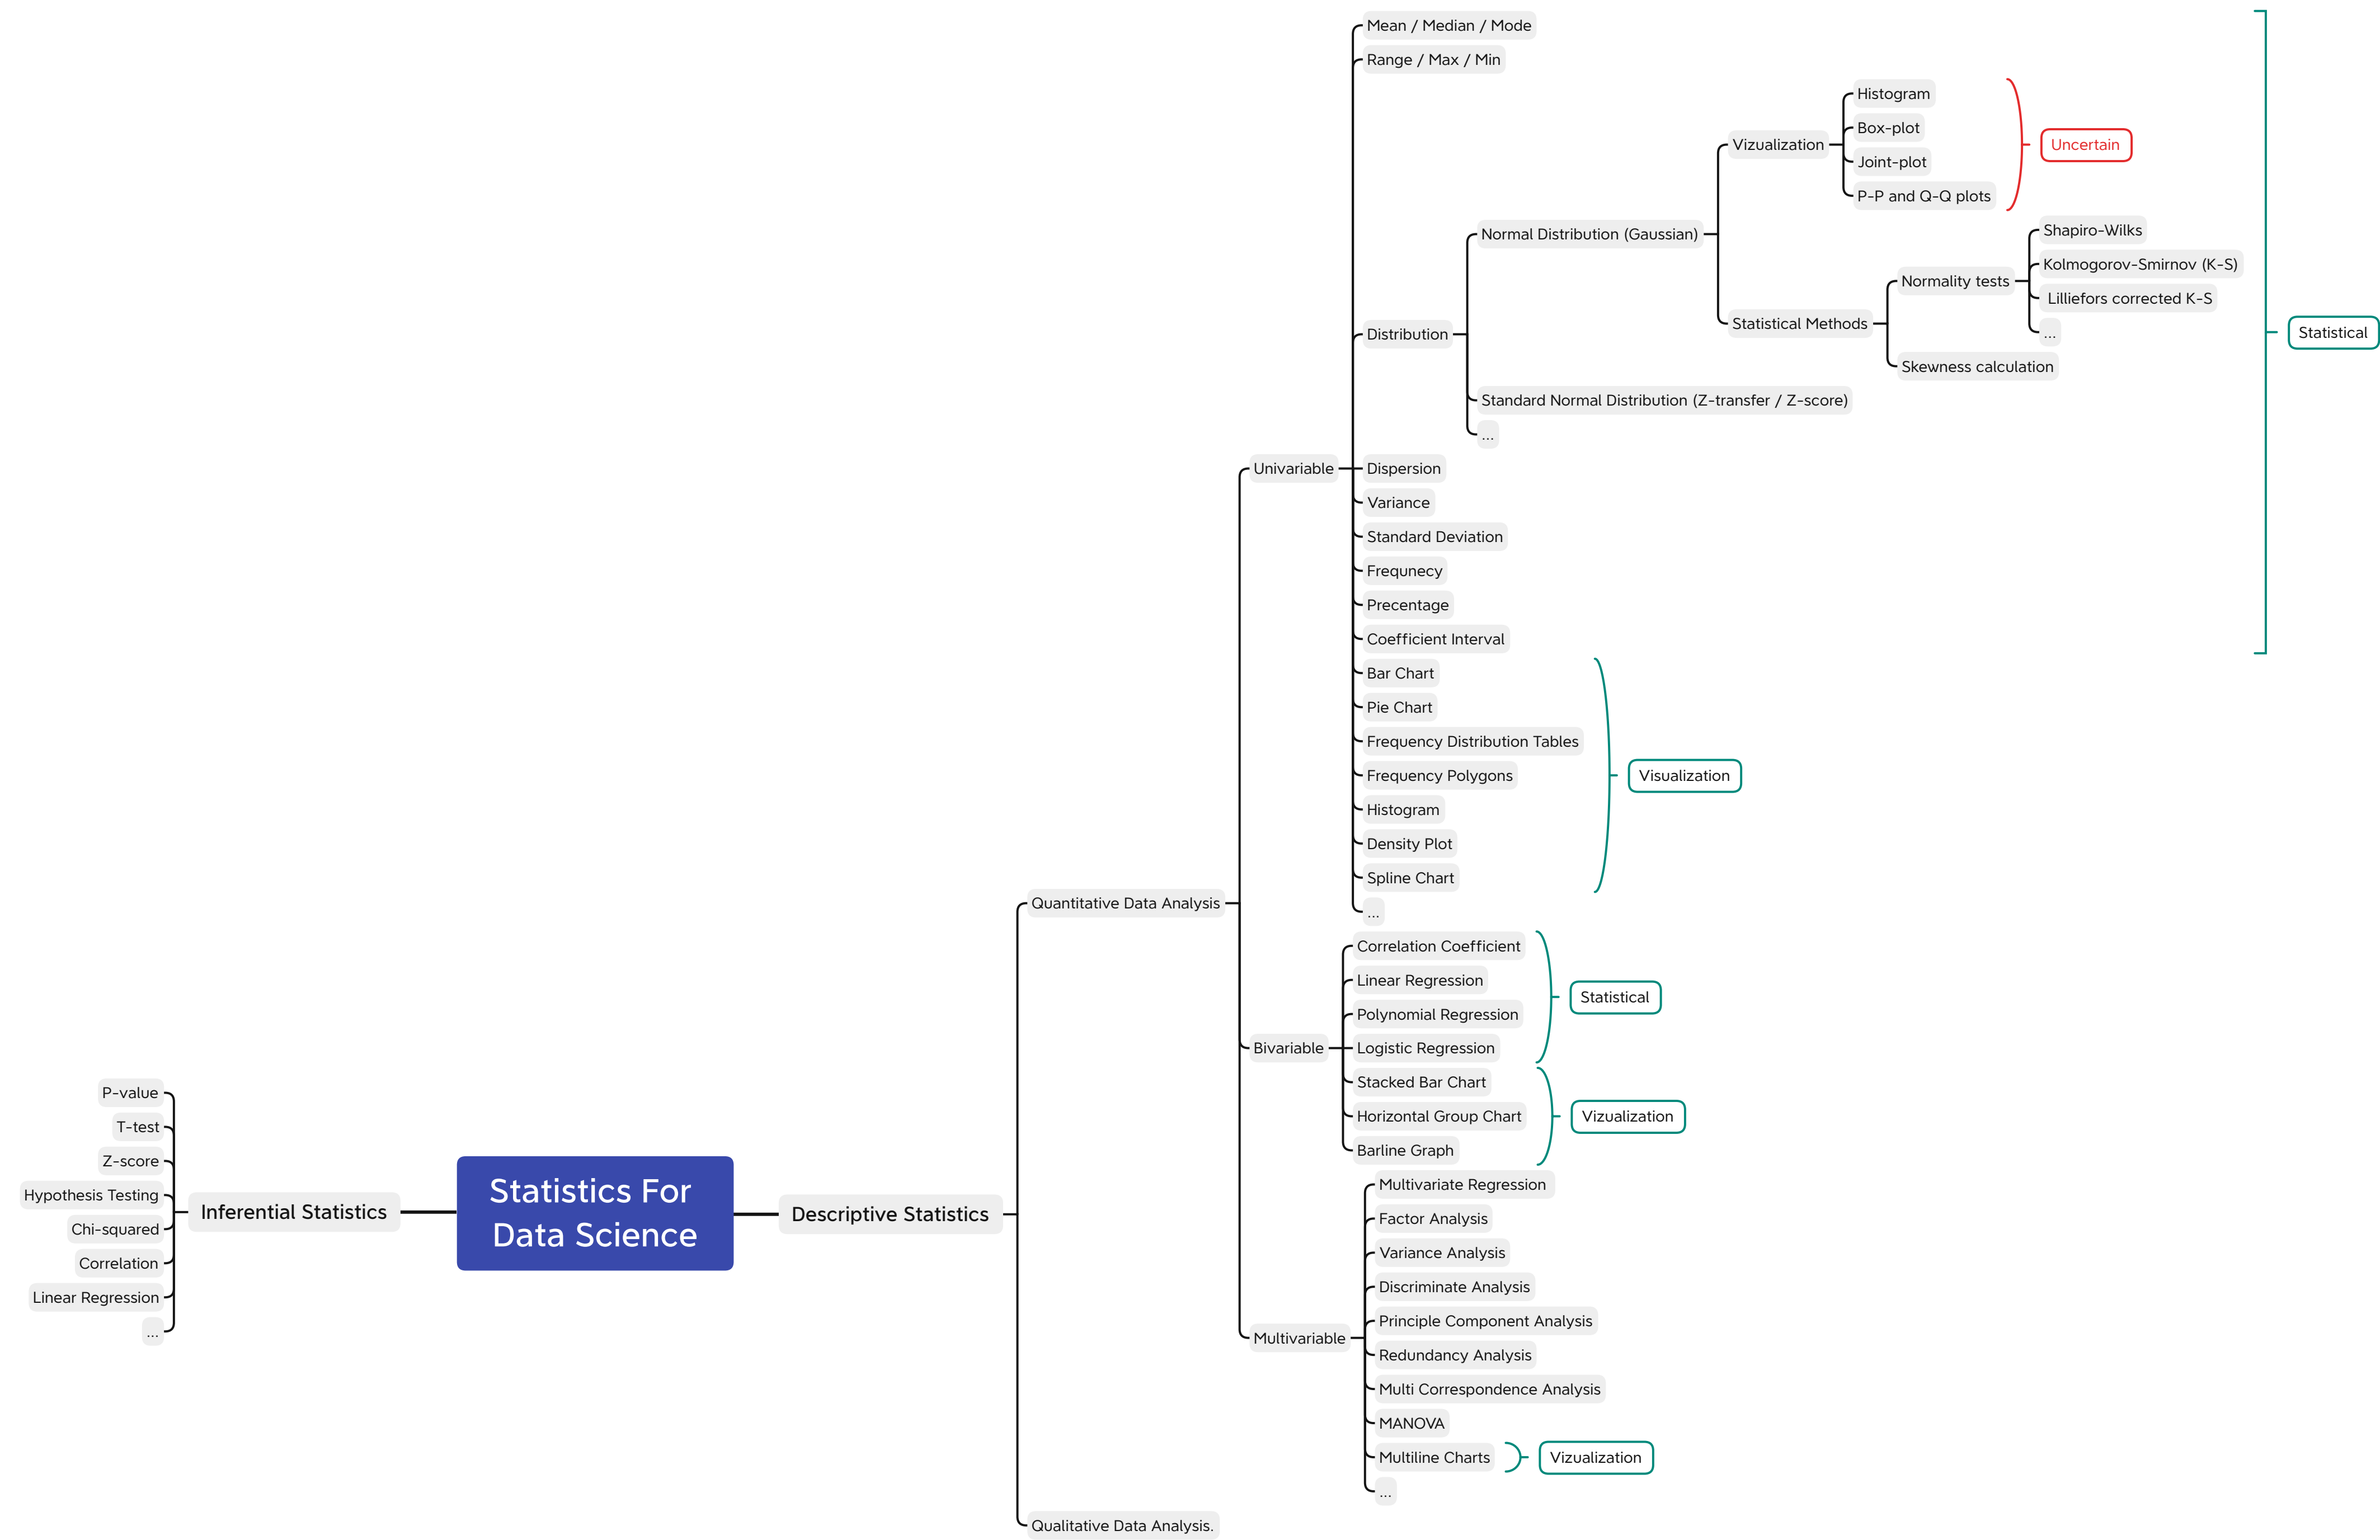 Mean / Median / Mode
Range / Max / Min
Histogram
Box-plot
Joint-plot
P-P and Q-Q plots
Uncertain
Vizualization
Normal Distribution (Gaussian)
Shapiro-Wilks
Kolmogorov-Smirnov (K-S)
Lilliefors corrected K-S
...
Normality tests
Statistical Methods
Skewness calculation
Statistical
Distribution
Standard Normal Distribution (Z-transfer / Z-score)
...
Univariable
Dispersion
Variance
Standard Deviation
Frequnecy
Precentage
Coefficient Interval
Bar Chart
Pie Chart
Frequency Distribution Tables
Frequency Polygons
Histogram
Density Plot
Spline Chart
...
Visualization
Quantitative Data Analysis
Correlation Coefficient
Linear Regression
Polynomial Regression
Logistic Regression
Statistical
Bivariable
Stacked Bar Chart
Horizontal Group Chart
Barline Graph
Vizualization
P-value
T-test
Z-score
Hypothesis Testing
Chi-squared
Correlation
Linear Regression
...
Inferential Statistics
Statistics For
Data Science
Descriptive Statistics
Multivariate Regression
Factor Analysis
Variance Analysis
Discriminate Analysis
Principle Component Analysis
Multivariable
Redundancy Analysis
Multi Correspondence Analysis
MANOVA
Multiline Charts
Vizualization
...
Qualitative Data Analysis.